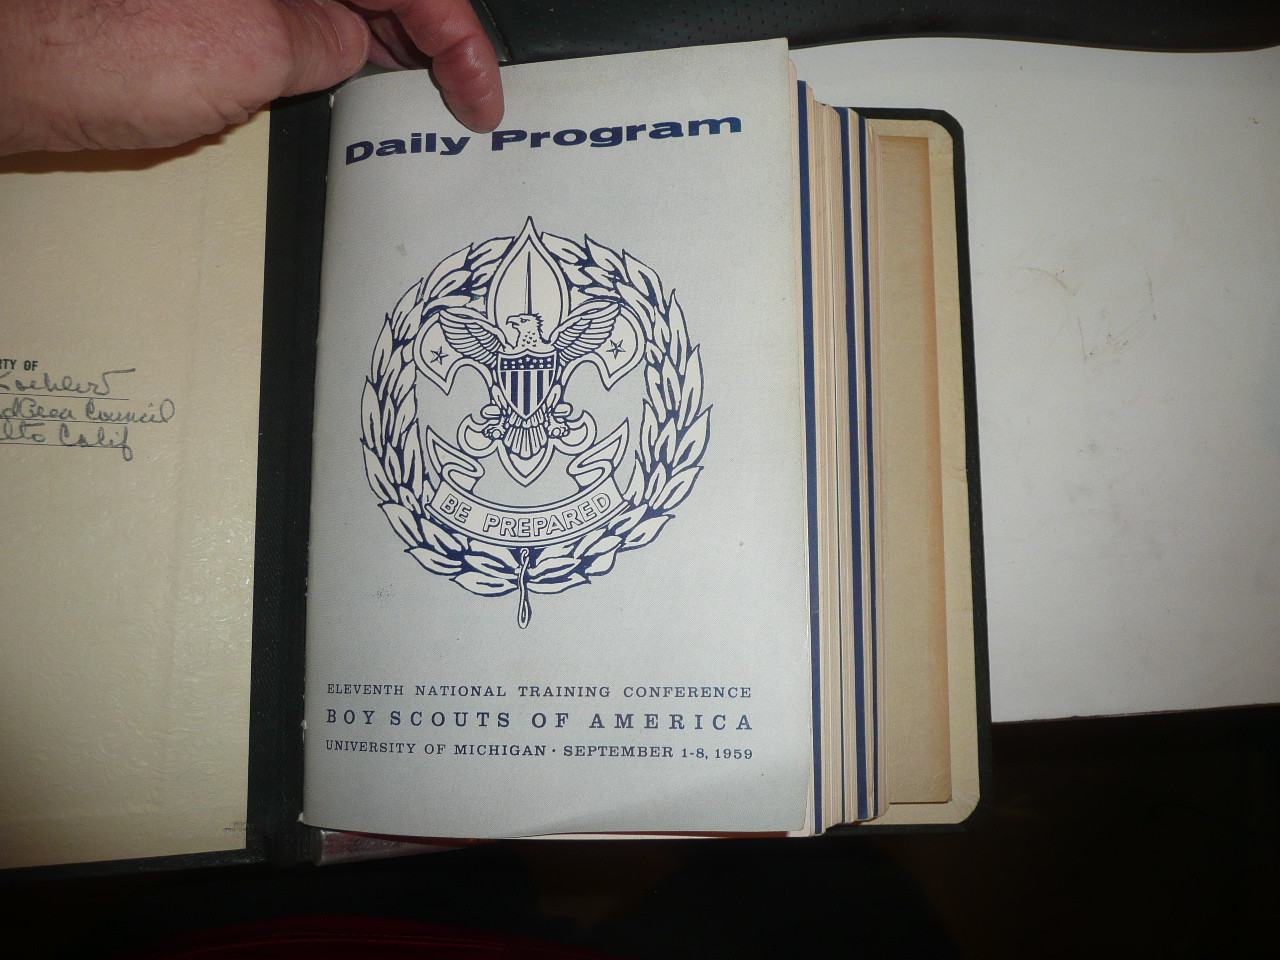 RTY OF
Area Council
Calif
Daily Program
BE PREPARED
ELEVENTH NATIONAL TRAINING CONFERENCE
BOY SCOUTS OF AMERICA
UNIVERSITY OF MICHIGAN · SEPTEMBER 1-8, 1959